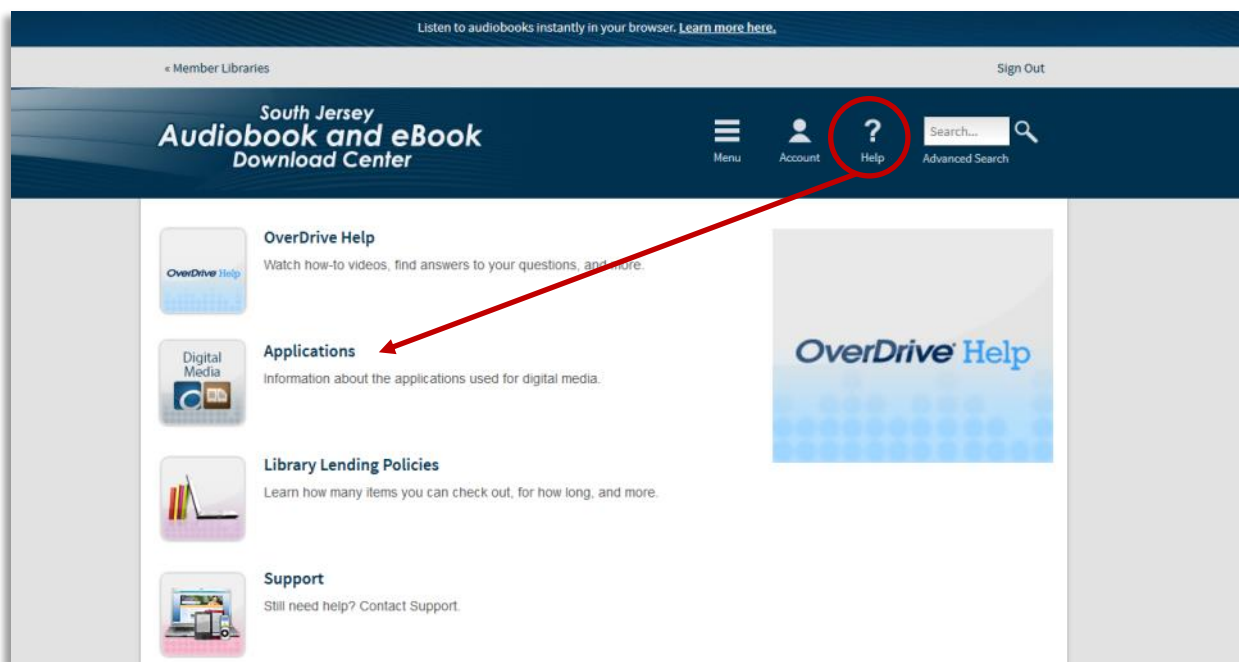 Listen to audiobooks instantly in your browser. Learn more here.
« Member Libraries
Sign Out
South Jersey
Audiobook and eBook
Download Center
Menu
Account
?
Help
Search...
Advanced Search
OverDrive Help
OverDrive Help
Watch how-to videos, find answers to your questions, and more.
Digital
Media
Applications
Information about the applications used for digital media.
OverDrive Help
Library Lending Policies
Learn how many items you can check out, for how long, and more.
Support
Still need help? Contact Support.